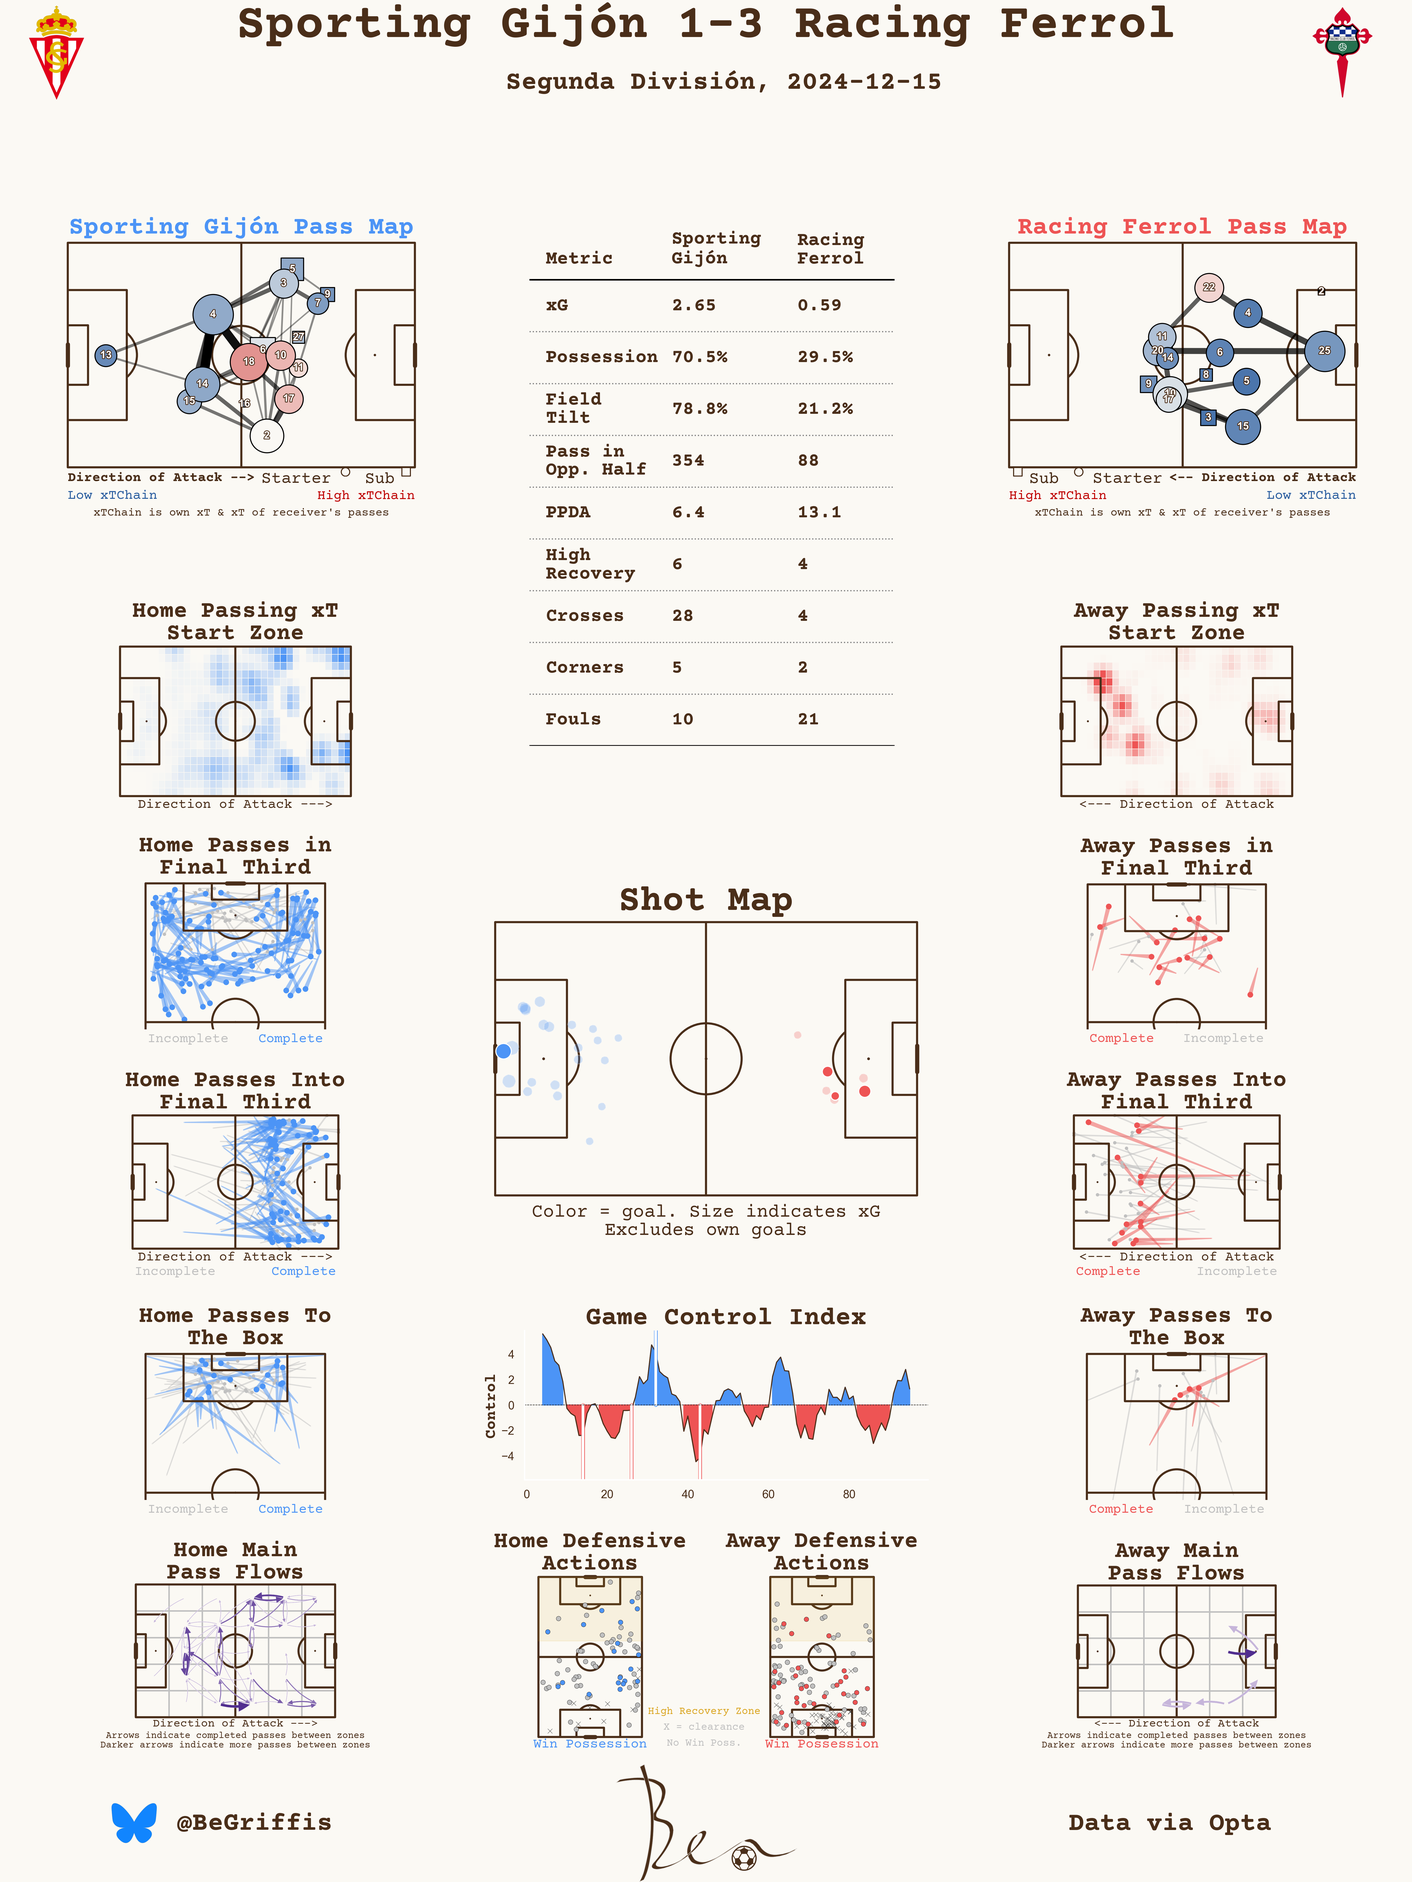 Sporting Gijón 1-3 Racing Ferrol
Segunda División, 2024-12-15
Sporting Gijón Pass Map
5
3
9
7
4
27
6
13
18
10
11
14
15
16
17
2
Direction of Attack --> Starter Sub
Low xTChain High xTChain
xTChain is own xT & xT of receiver's passes
Metric Sporting Gijón Racing Ferrol
xG 2.65 0.59
Possession 70.5% 29.5%
Field Tilt 78.8% 21.2%
Pass in Opp. Half 354 88
PPDA 6.4 13.1
High Recovery 6 4
Crosses 28 4
Corners 5 2
Fouls 10 21
Racing Ferrol Pass Map
22
2
4
11
20
14
6
25
8
9
5
10
17
3
15
Sub Starter <-- Direction of Attack
High xTChain Low xTChain
xTChain is own xT & xT of receiver's passes
Home Passing xT
Start Zone
Direction of Attack --->
Away Passing xT
Start Zone
<--- Direction of Attack
Home Passes in
Final Third
Incomplete Complete
Away Passes in
Final Third
Complete Incomplete
Shot Map
Color = goal. Size indicates xG
Excludes own goals
Home Passes Into
Final Third
Direction of Attack --->
Incomplete Complete
Away Passes Into
Final Third
<--- Direction of Attack
Complete Incomplete
Home Passes To
The Box
Incomplete Complete
Game Control Index
Control
4
2
0
−2
−4
0 20 40 60 80
Away Passes To
The Box
Complete Incomplete
Home Main
Pass Flows
Direction of Attack --->
Arrows indicate completed passes between zones
Darker arrows indicate more passes between zones
Home Defensive
Actions
Win Possession
High Recovery Zone
X = clearance
No Win Poss.
Away Defensive
Actions
Win Possession
Away Main
Pass Flows
<--- Direction of Attack
Arrows indicate completed passes between zones
Darker arrows indicate more passes between zones
@BeGriffis
Ben
Data via Opta